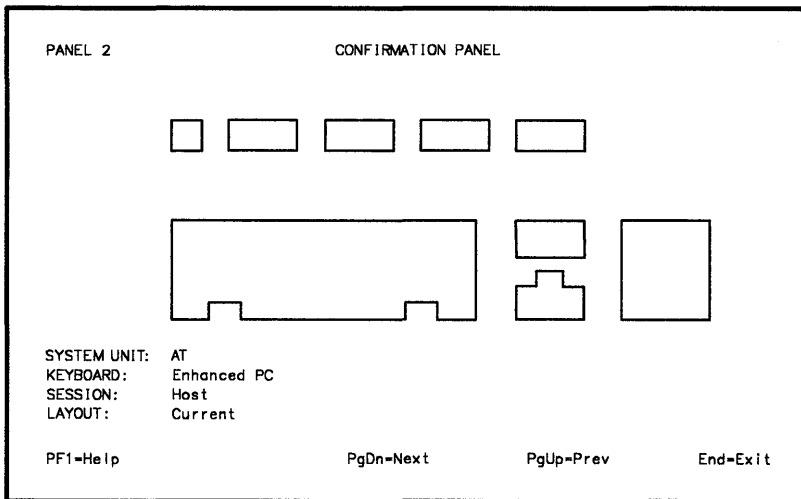 PANEL 2 CONFIRMATION PANEL
SYSTEM UNIT: AT
KEYBOARD: Enhanced PC
SESSION: Host
LAYOUT: Current
PF1=Help PgDn=Next PgUp=Prev End=Exit